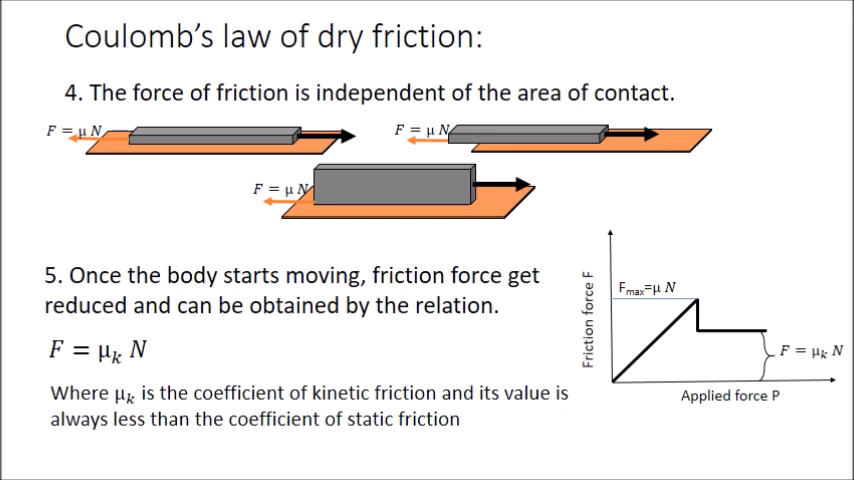 Coulomb's law of dry friction:
4. The force of friction is independent of the area of contact.
F = μ N
F = μ N
F = μ N
5. Once the body starts moving, friction force get
reduced and can be obtained by the relation.
F = μₖ N
Where μₖ is the coefficient of kinetic friction and its value is
always less than the coefficient of static friction
Friction force F
Fₘₐₓ=μ N
F = μₖ N
Applied force P